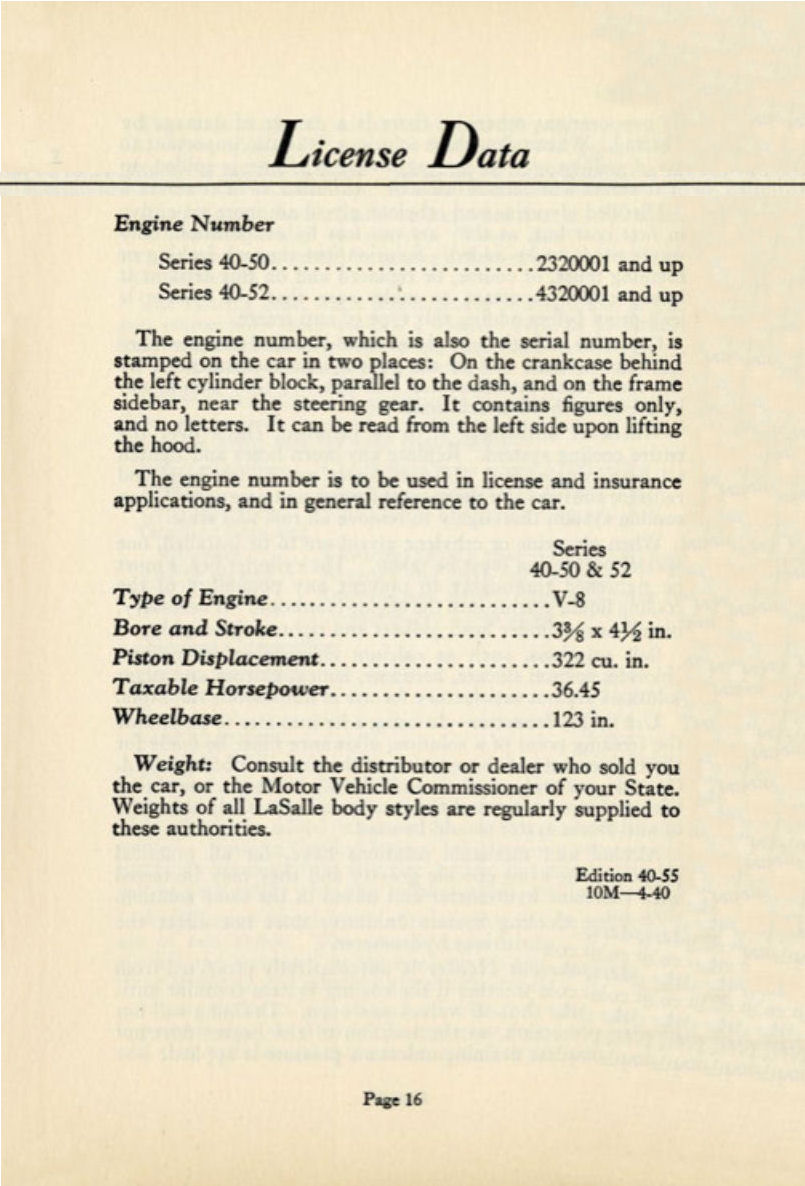 License Data
Engine Number
Series 40-50..........................2320001 and up
Series 40-52..........................4320001 and up
The engine number, which is also the serial number, is
stamped on the car in two places: On the crankcase behind
the left cylinder block, parallel to the dash, and on the frame
sidebar, near the steering gear. It contains figures only,
and no letters. It can be read from the left side upon lifting
the hood.
The engine number is to be used in license and insurance
applications, and in general reference to the car.
Series
40-50 & 52
Type of Engine............................V-8
Bore and Stroke...........................3⅜ x 4½ in.
Piston Displacement.......................322 cu. in.
Taxable Horsepower......................36.45
Wheelbase................................123 in.
Weight: Consult the distributor or dealer who sold you
the car, or the Motor Vehicle Commissioner of your State.
Weights of all LaSalle body styles are regularly supplied to
these authorities.
Edition 40-55
10M—4-40
Page 16